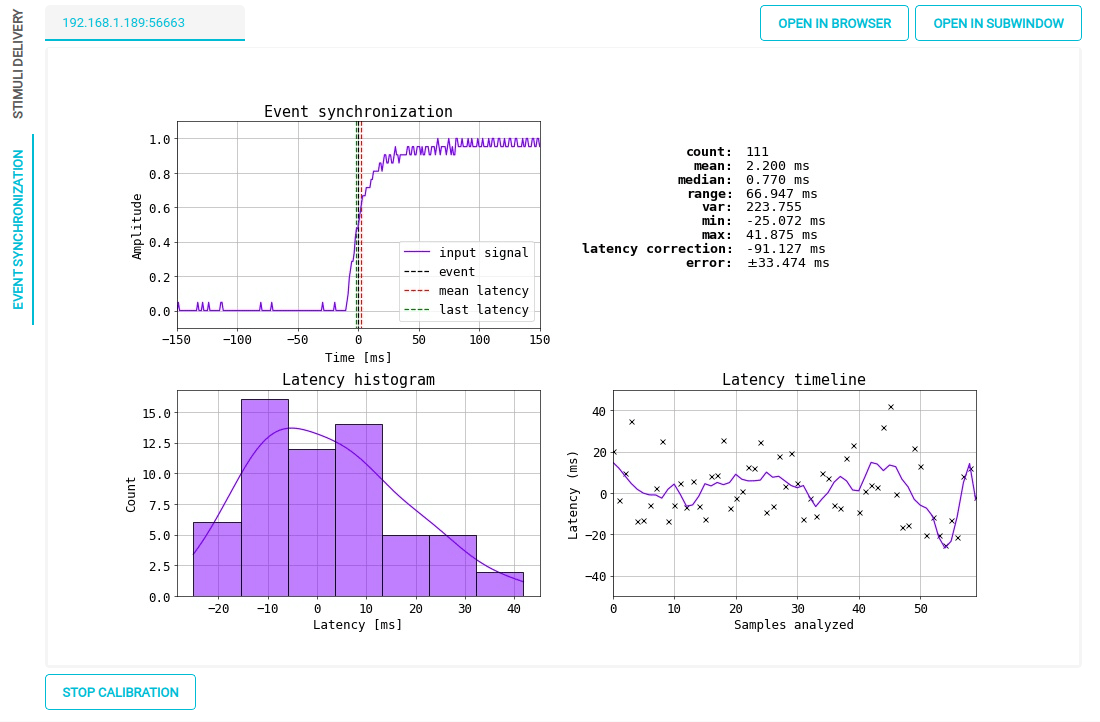 192.168.1.189:56663
OPEN IN BROWSER
OPEN IN SUBWINDOW
STIMULI DELIVERY
EVENT SYNCHRONIZATION
Event synchronization
Amplitude
1.0
0.8
0.6
0.4
0.2
0.0
input signal
event
mean latency
last latency
−150 −100 −50 0 50 100 150
Time [ms]
count: 111
mean: 2.200 ms
median: 0.770 ms
range: 66.947 ms
var: 223.755
min: -25.072 ms
max: 41.875 ms
latency correction: -91.127 ms
error: ±33.474 ms
Latency histogram
Count
15.0
12.5
10.0
7.5
5.0
2.5
0.0
−20 −10 0 10 20 30 40
Latency [ms]
Latency timeline
Latency (ms)
40
20
0
−20
−40
0 10 20 30 40 50
Samples analyzed
STOP CALIBRATION